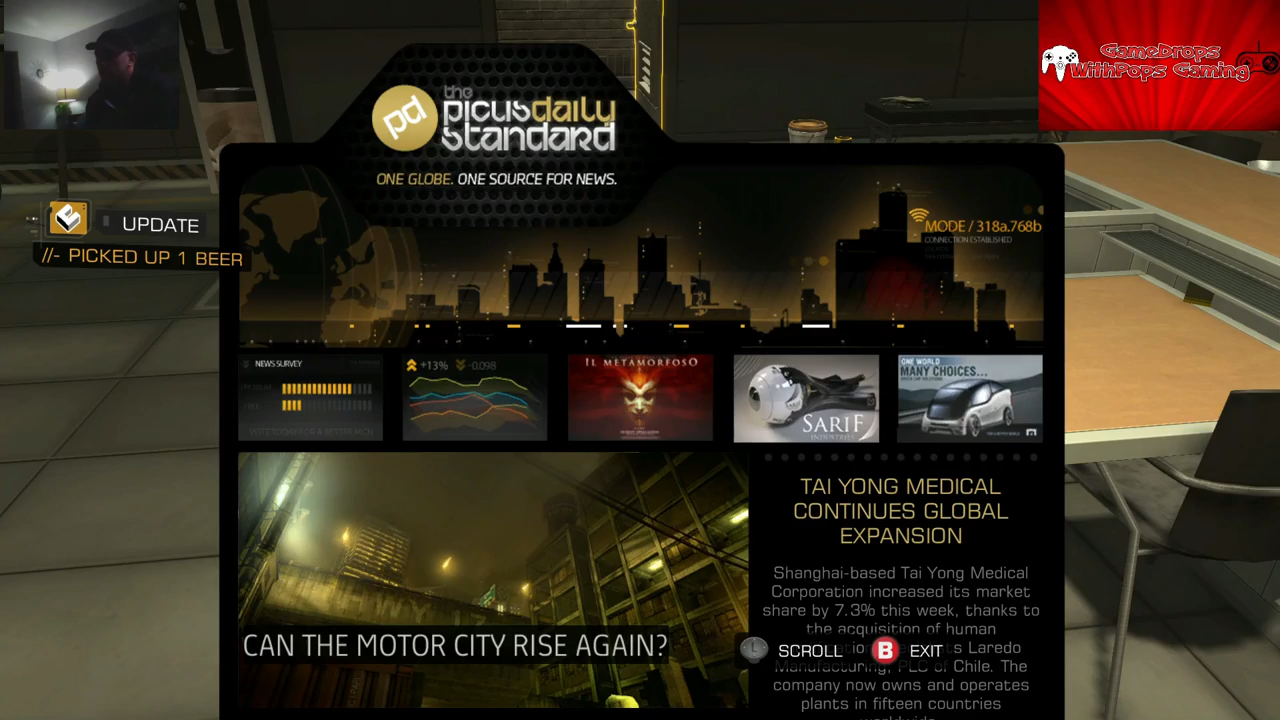 GameDrops
WithPops Gaming
pd
the
picusdaily
standard
ONE GLOBE. ONE SOURCE FOR NEWS.
UPDATE
//- PICKED UP 1 BEER
MODE / 318a.768b
CONNECTION ESTABLISHED
NEWS SURVEY
+13%
-0.098
IL METAMORFOSO
SARIF
INDUSTRIES
ONE WORLD
MANY CHOICES...
CAN THE MOTOR CITY RISE AGAIN?
TAI YONG MEDICAL
CONTINUES GLOBAL
EXPANSION
Shanghai-based Tai Yong Medical
Corporation increased its market
share by 7.3% this week, thanks to
the acquisition of human
Laredo
Manufacturing, PLC of Chile. The
company now owns and operates
plants in fifteen countries
SCROLL
B
EXIT